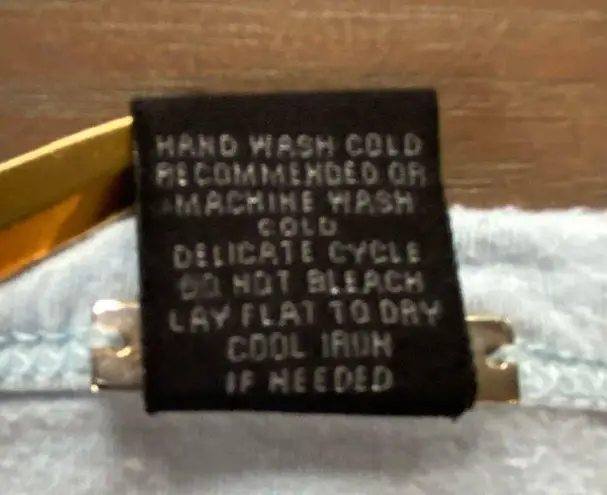 HAND WASH COLD
RECOMMENDED OR
MACHINE WASH
COLD
DELICATE CYCLE
DO NOT BLEACH
LAY FLAT TO DRY
COOL IRON
IF NEEDED